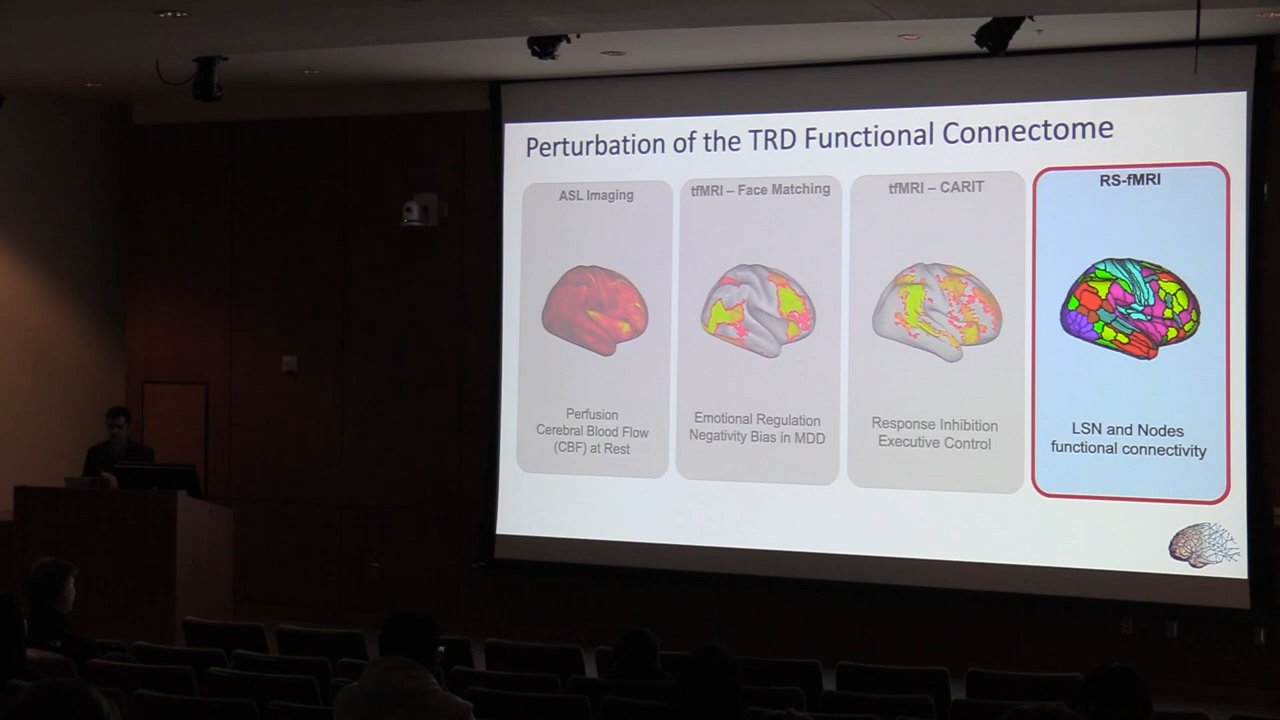 Perturbation of the TRD Functional Connectome
ASL Imaging
Perfusion
Cerebral Blood Flow
(CBF) at Rest
tfMRI – Face Matching
Emotional Regulation
Negativity Bias in MDD
tfMRI – CARIT
Response Inhibition
Executive Control
RS-fMRI
LSN and Nodes
functional connectivity